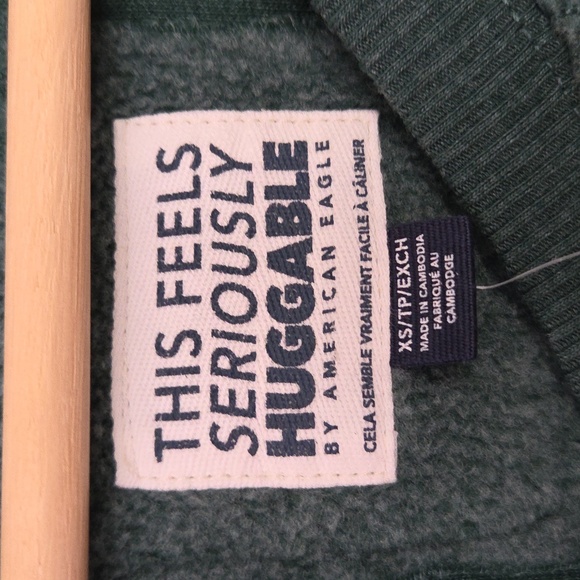 THIS FEELS
SERIOUSLY
HUGGABLE
BY AMERICAN EAGLE
CELA SEMBLE VRAIMENT FACILE À CÂLINER
XS/TP/EXCH
MADE IN CAMBODIA
FABRIQUÉ AU
CAMBODGE